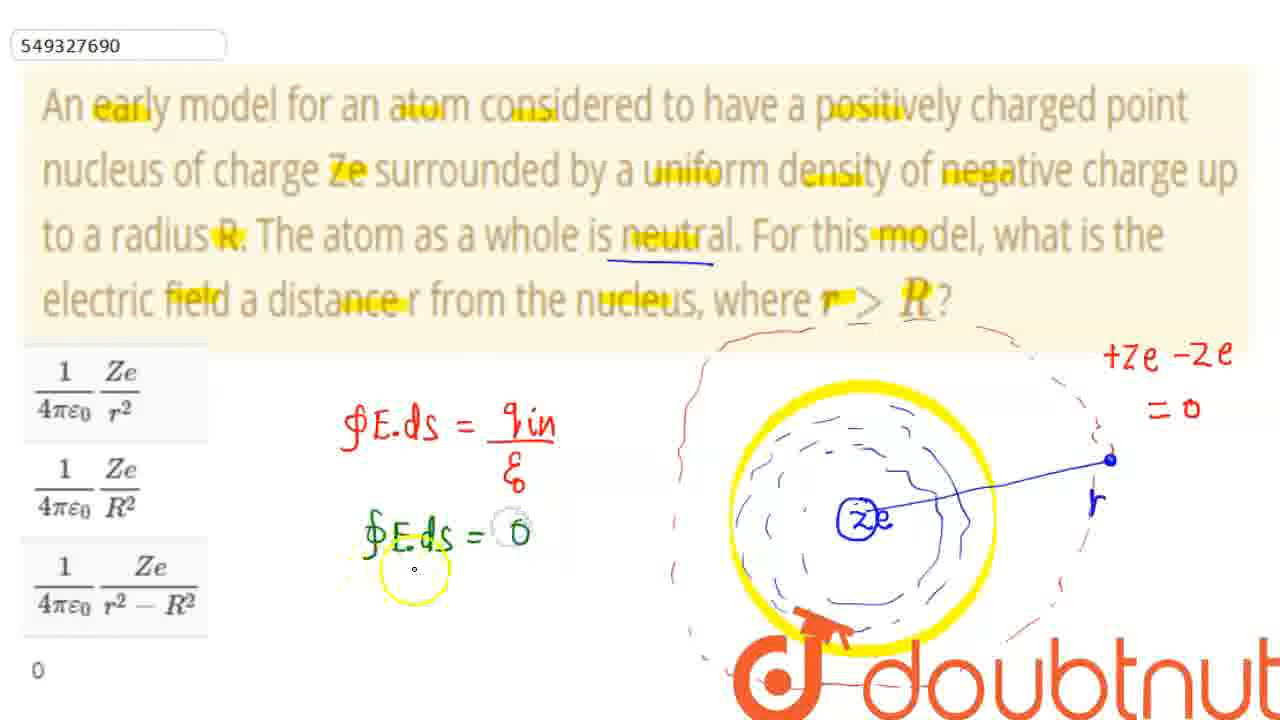 549327690
An early model for an atom considered to have a positively charged point
nucleus of charge Ze surrounded by a uniform density of negative charge up
to a radius R. The atom as a whole is neutral. For this model, what is the
electric field a distance r from the nucleus, where r > R?
1/4πε₀ Ze/r²
1/4πε₀ Ze/R²
1/4πε₀ Ze/r² − R²
0
∮E.ds = qin/ε₀
∮E.ds = 0
+Ze −Ze
= 0
Ze
r
doubtnut